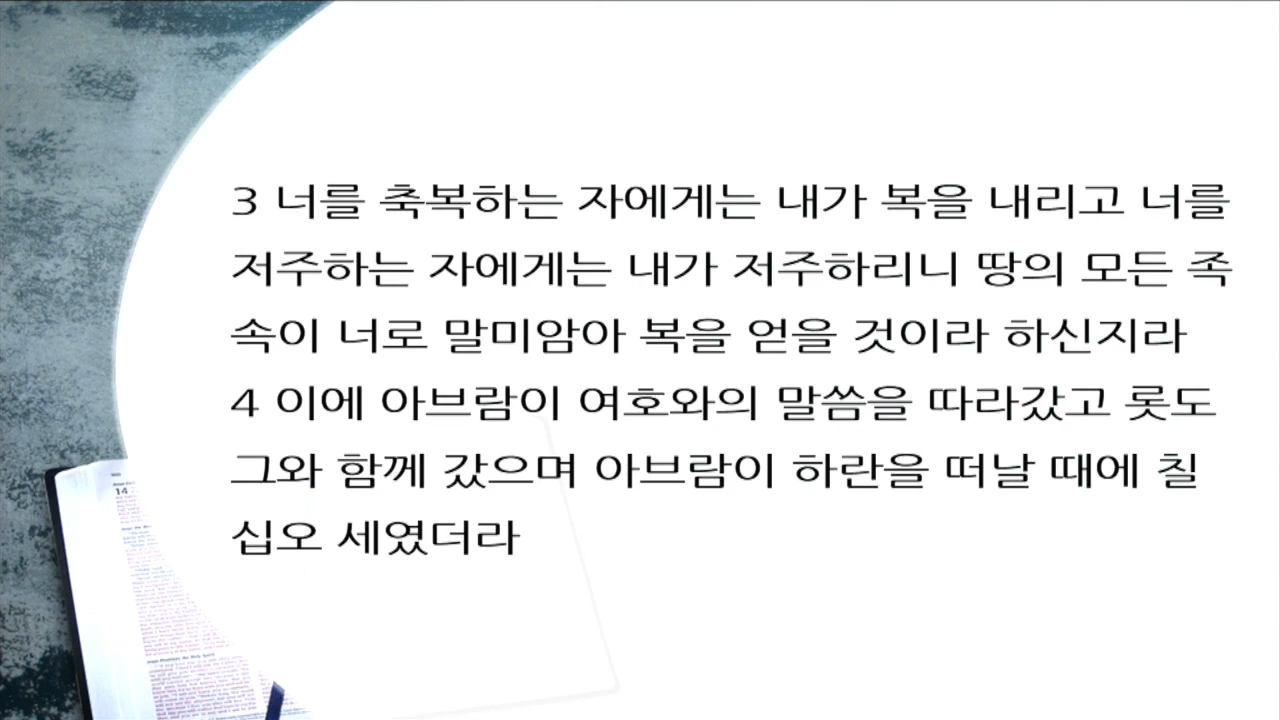 3 너를 축복하는 자에게는 내가 복을 내리고 너를
저주하는 자에게는 내가 저주하리니 땅의 모든 족
속이 너로 말미암아 복을 얻을 것이라 하신지라
4 이에 아브람이 여호와의 말씀을 따라갔고 롯도
그와 함께 갔으며 아브람이 하란을 떠날 때에 칠
십오 세였더라
14